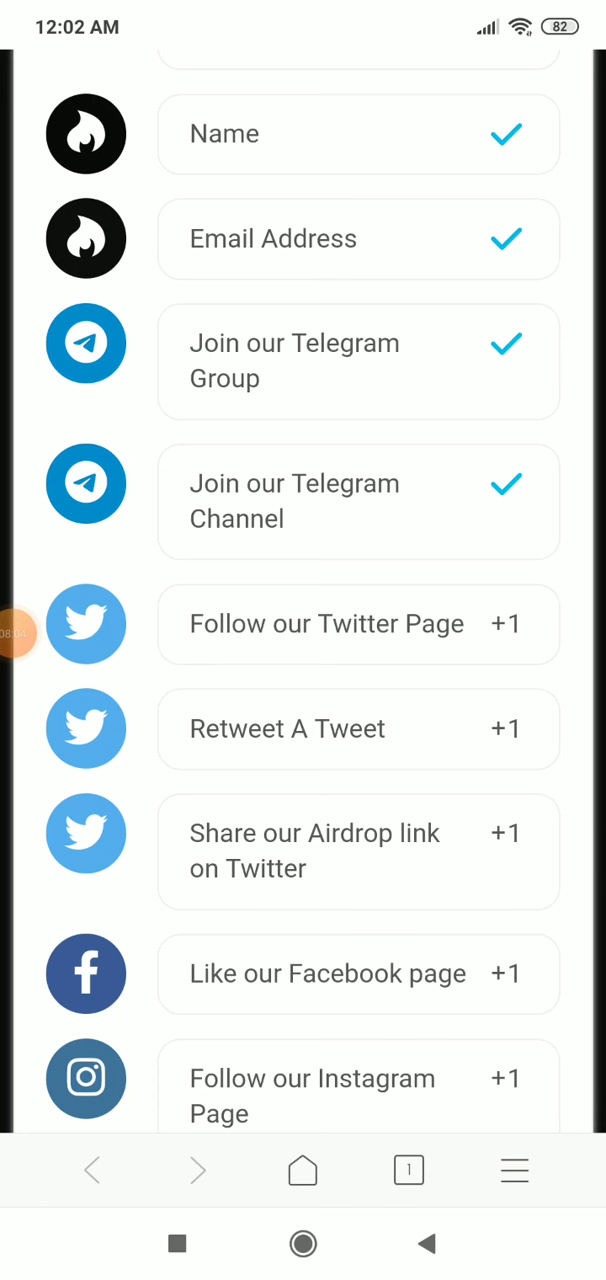 12:02 AM
82
Name
Email Address
Join our Telegram
Group
Join our Telegram
Channel
Follow our Twitter Page +1
08:04
Retweet A Tweet +1
Share our Airdrop link +1
on Twitter
Like our Facebook page +1
Follow our Instagram +1
Page
1